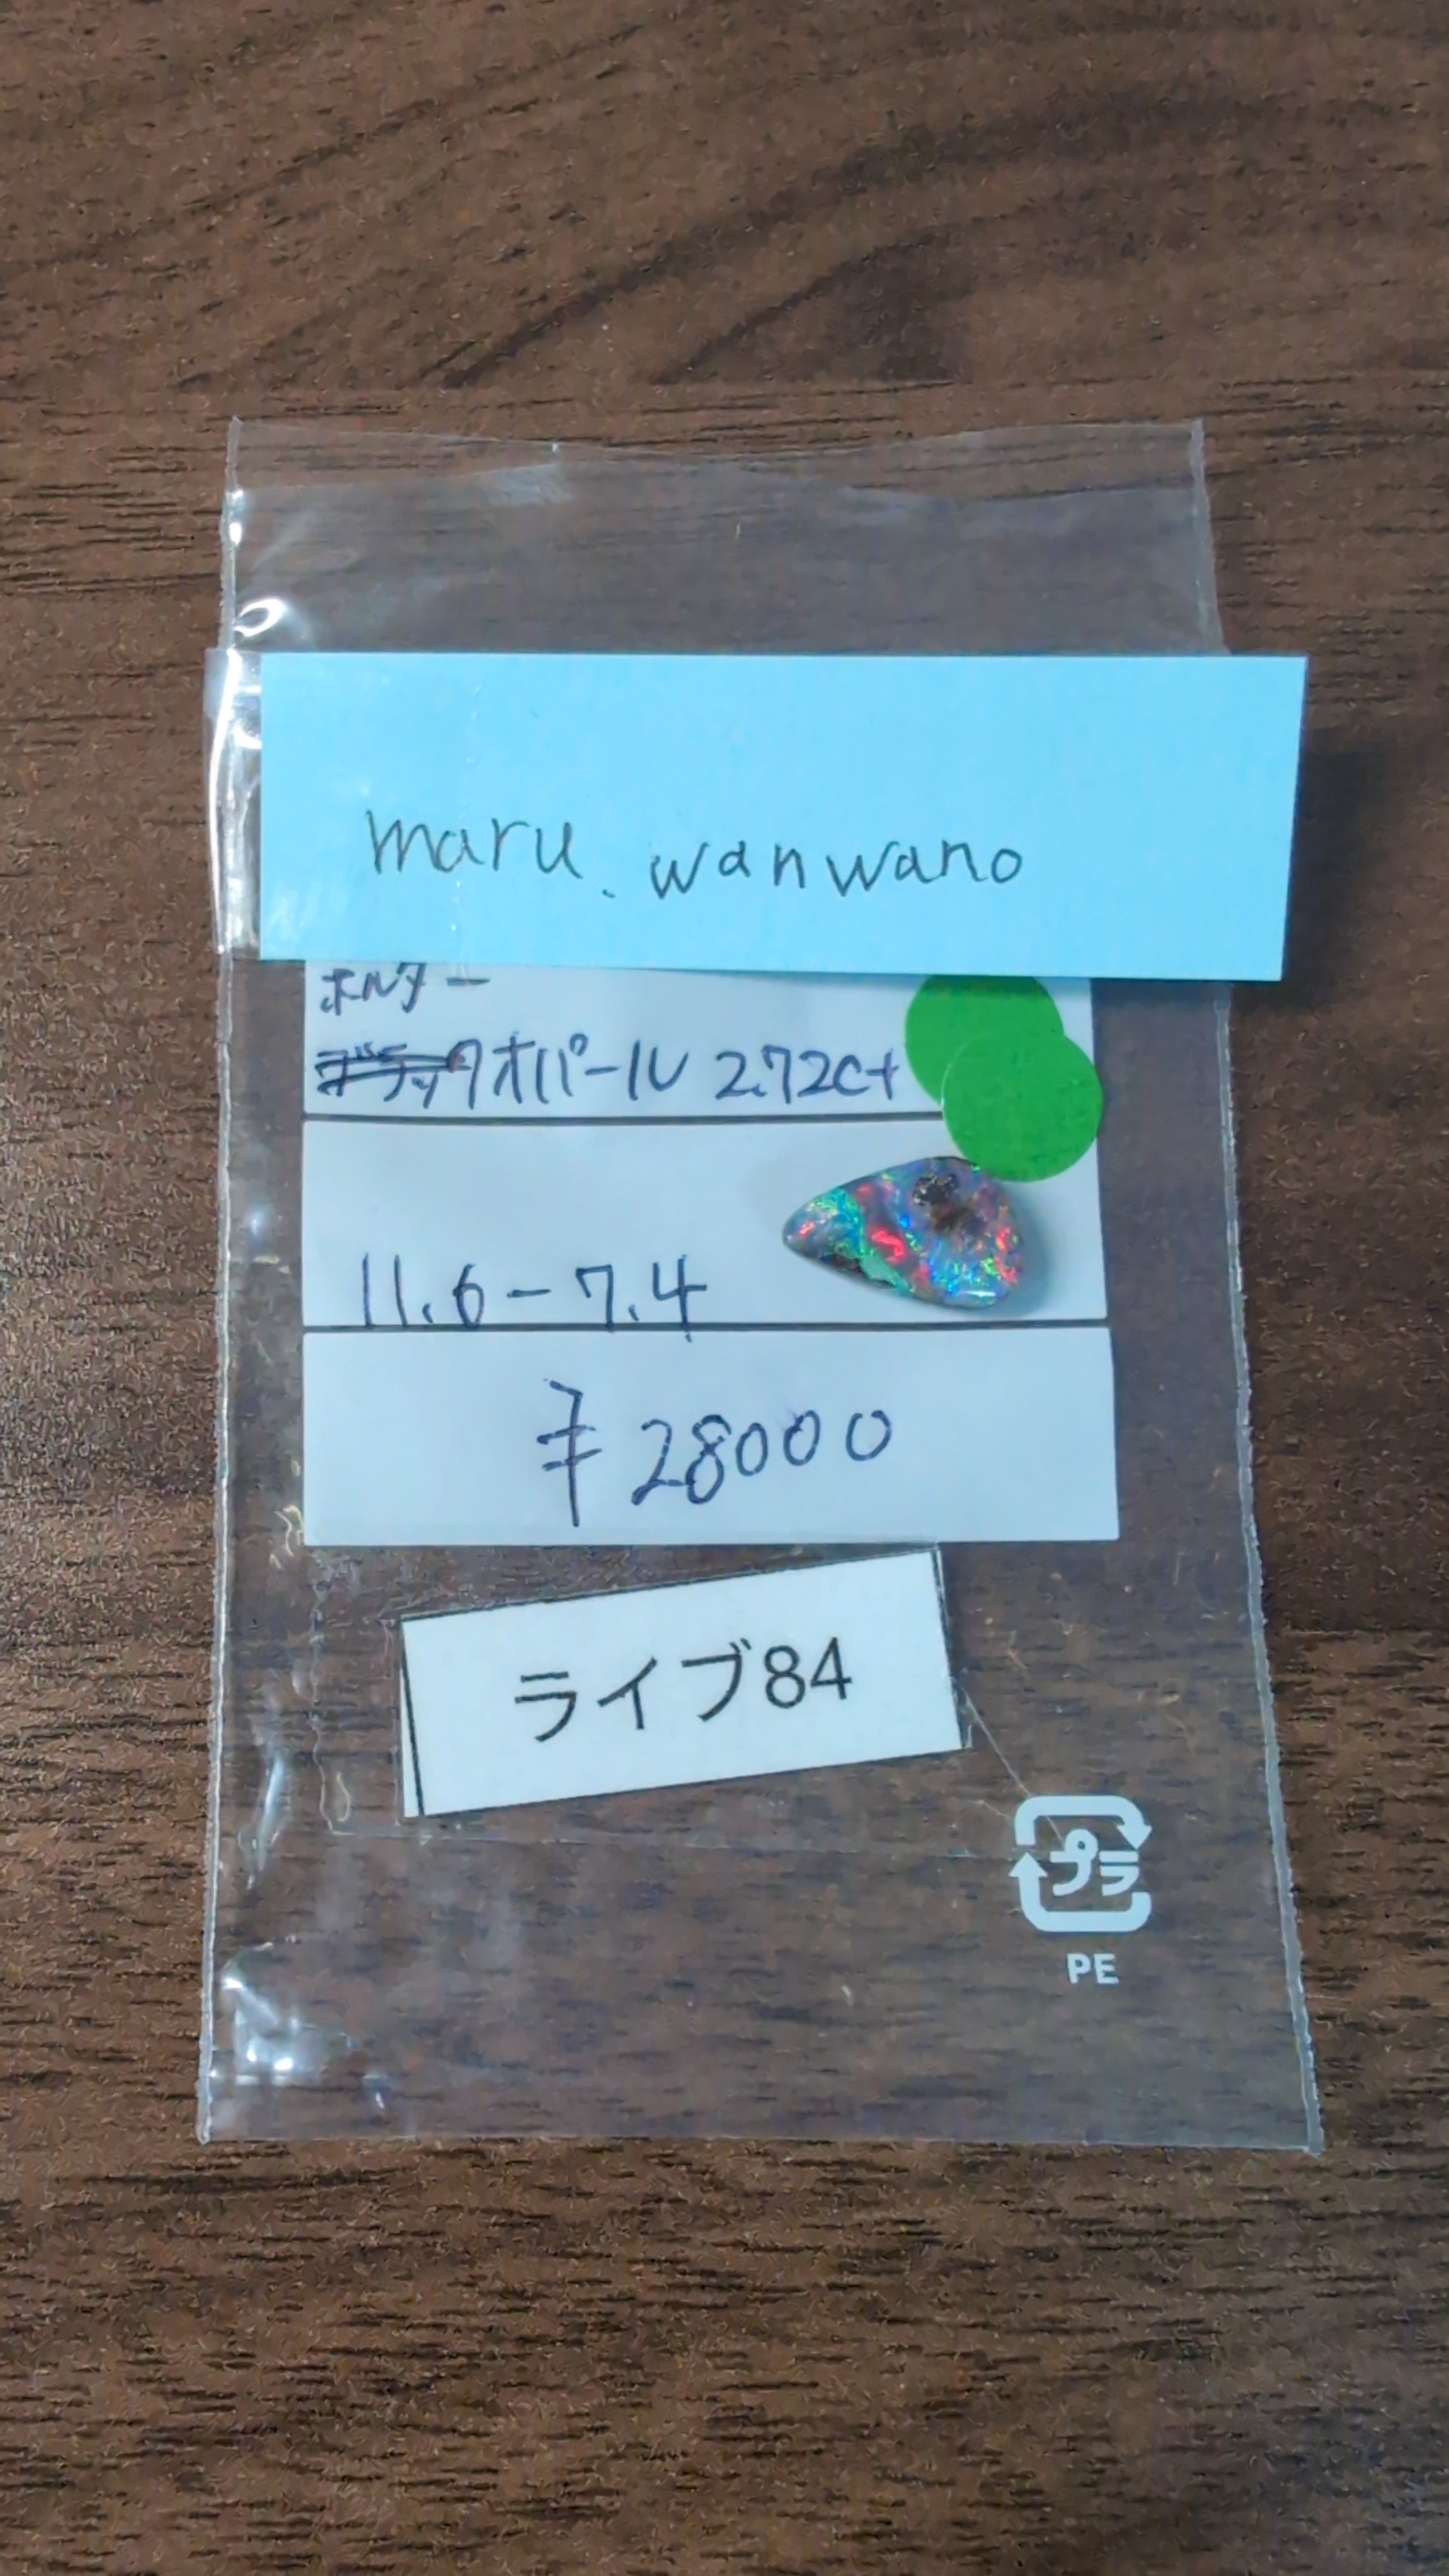 maru.wanwano
ホルダー
ブラックオパール 2.72ct
11.6-7.4
¥28000
ライブ84
プラ
PE